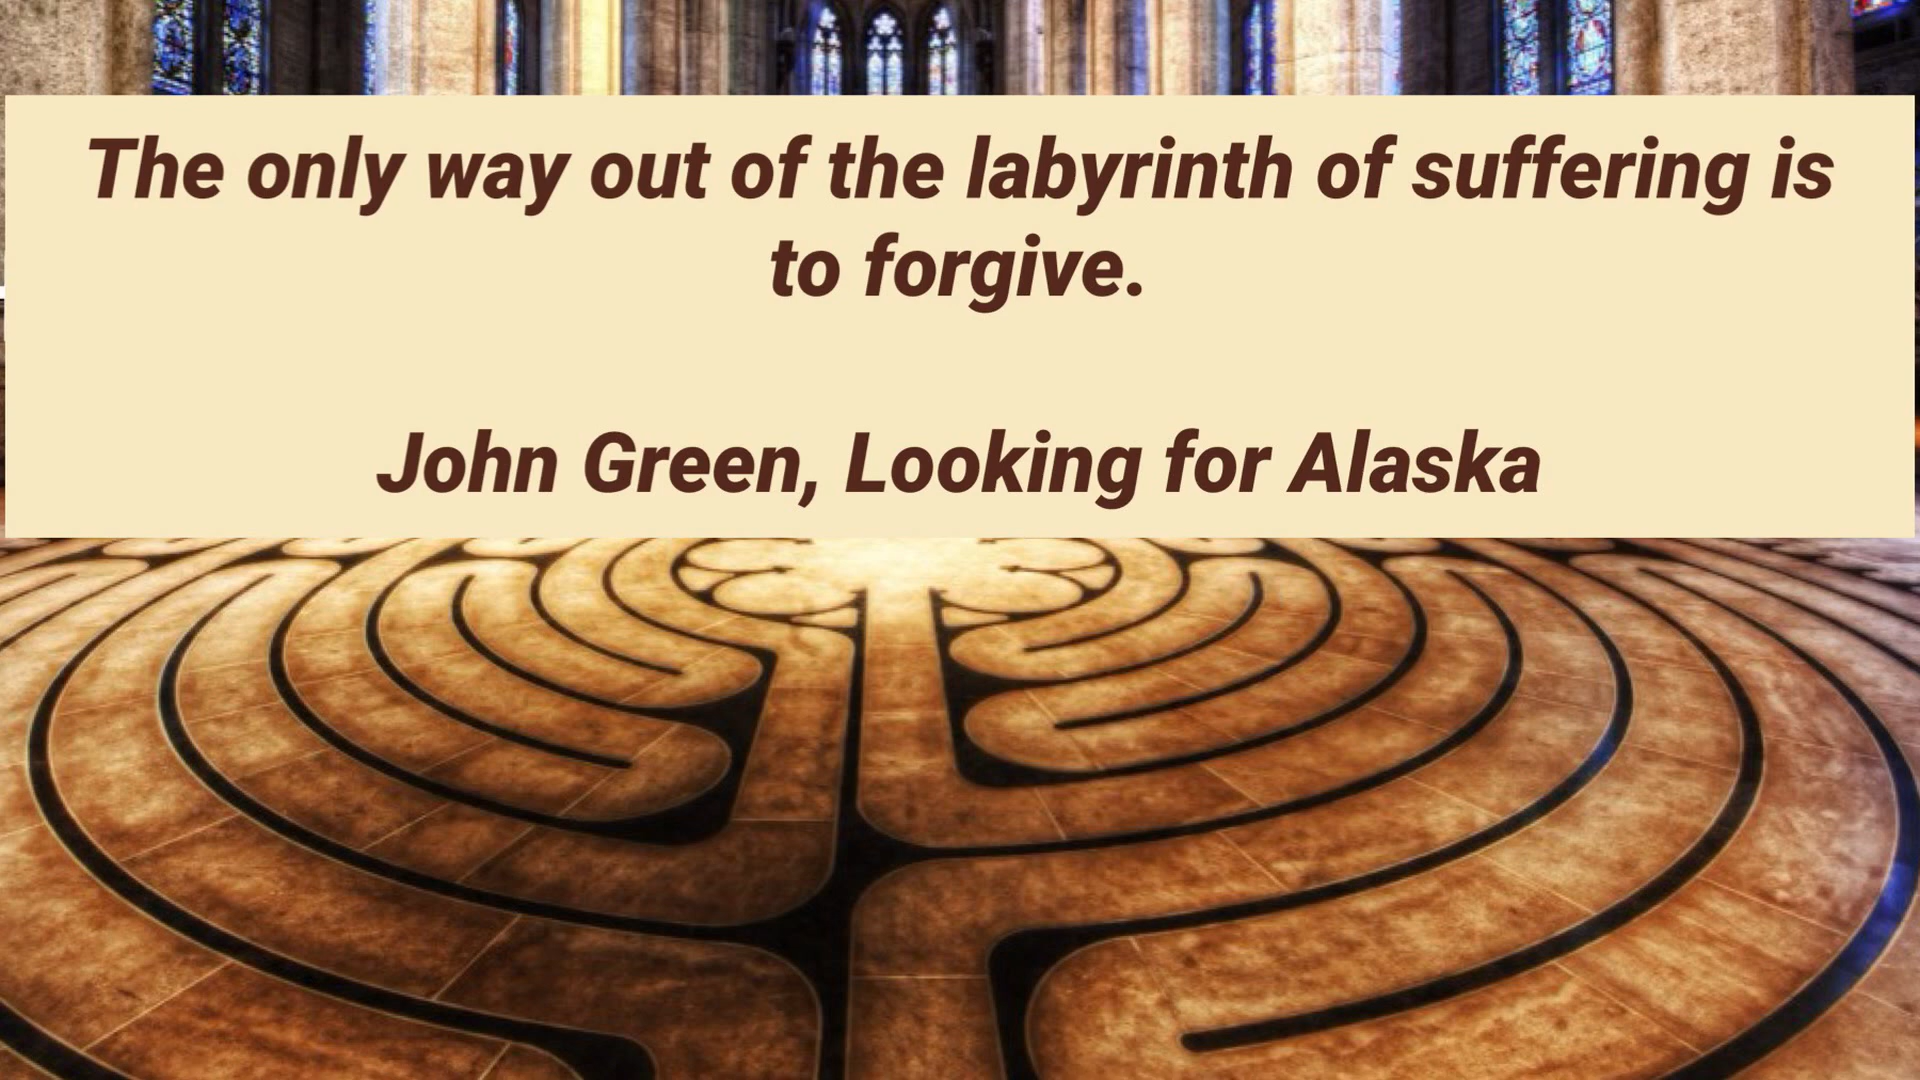 The only way out of the labyrinth of suffering is
to forgive.
John Green, Looking for Alaska